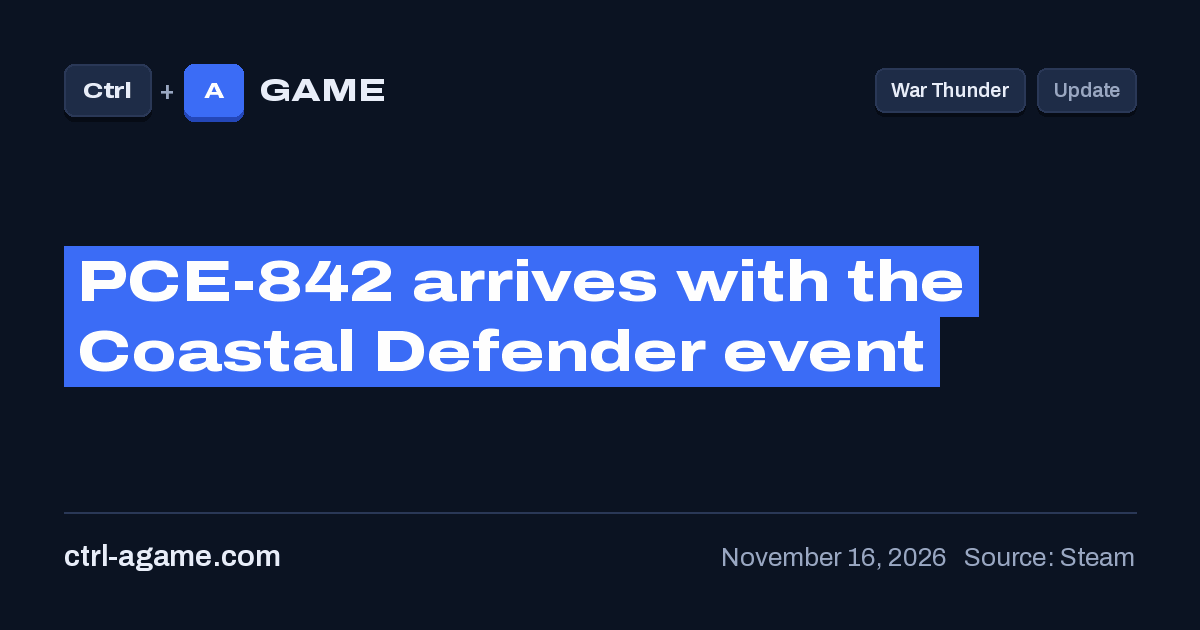 Ctrl + A GAME
War Thunder Update
PCE-842 arrives with the
Coastal Defender event
ctrl-agame.com
November 16, 2026 Source: Steam